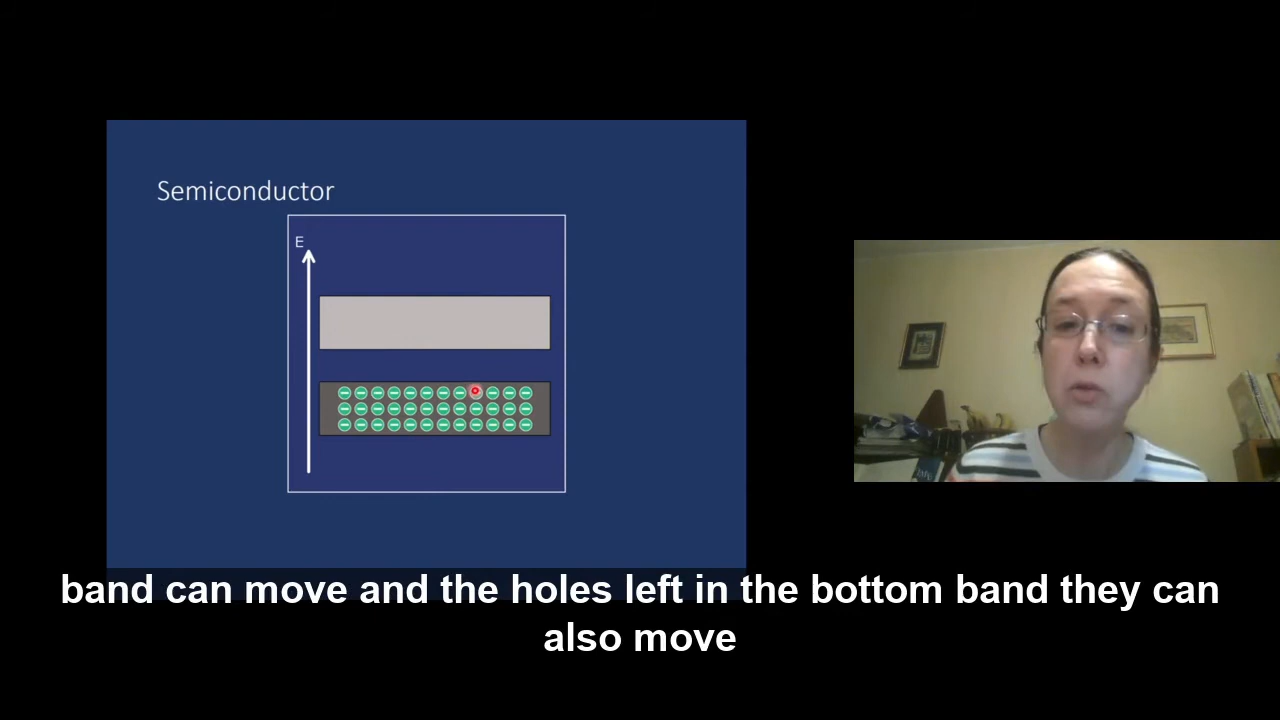 Semiconductor
E
band can move and the holes left in the bottom band they can
also move